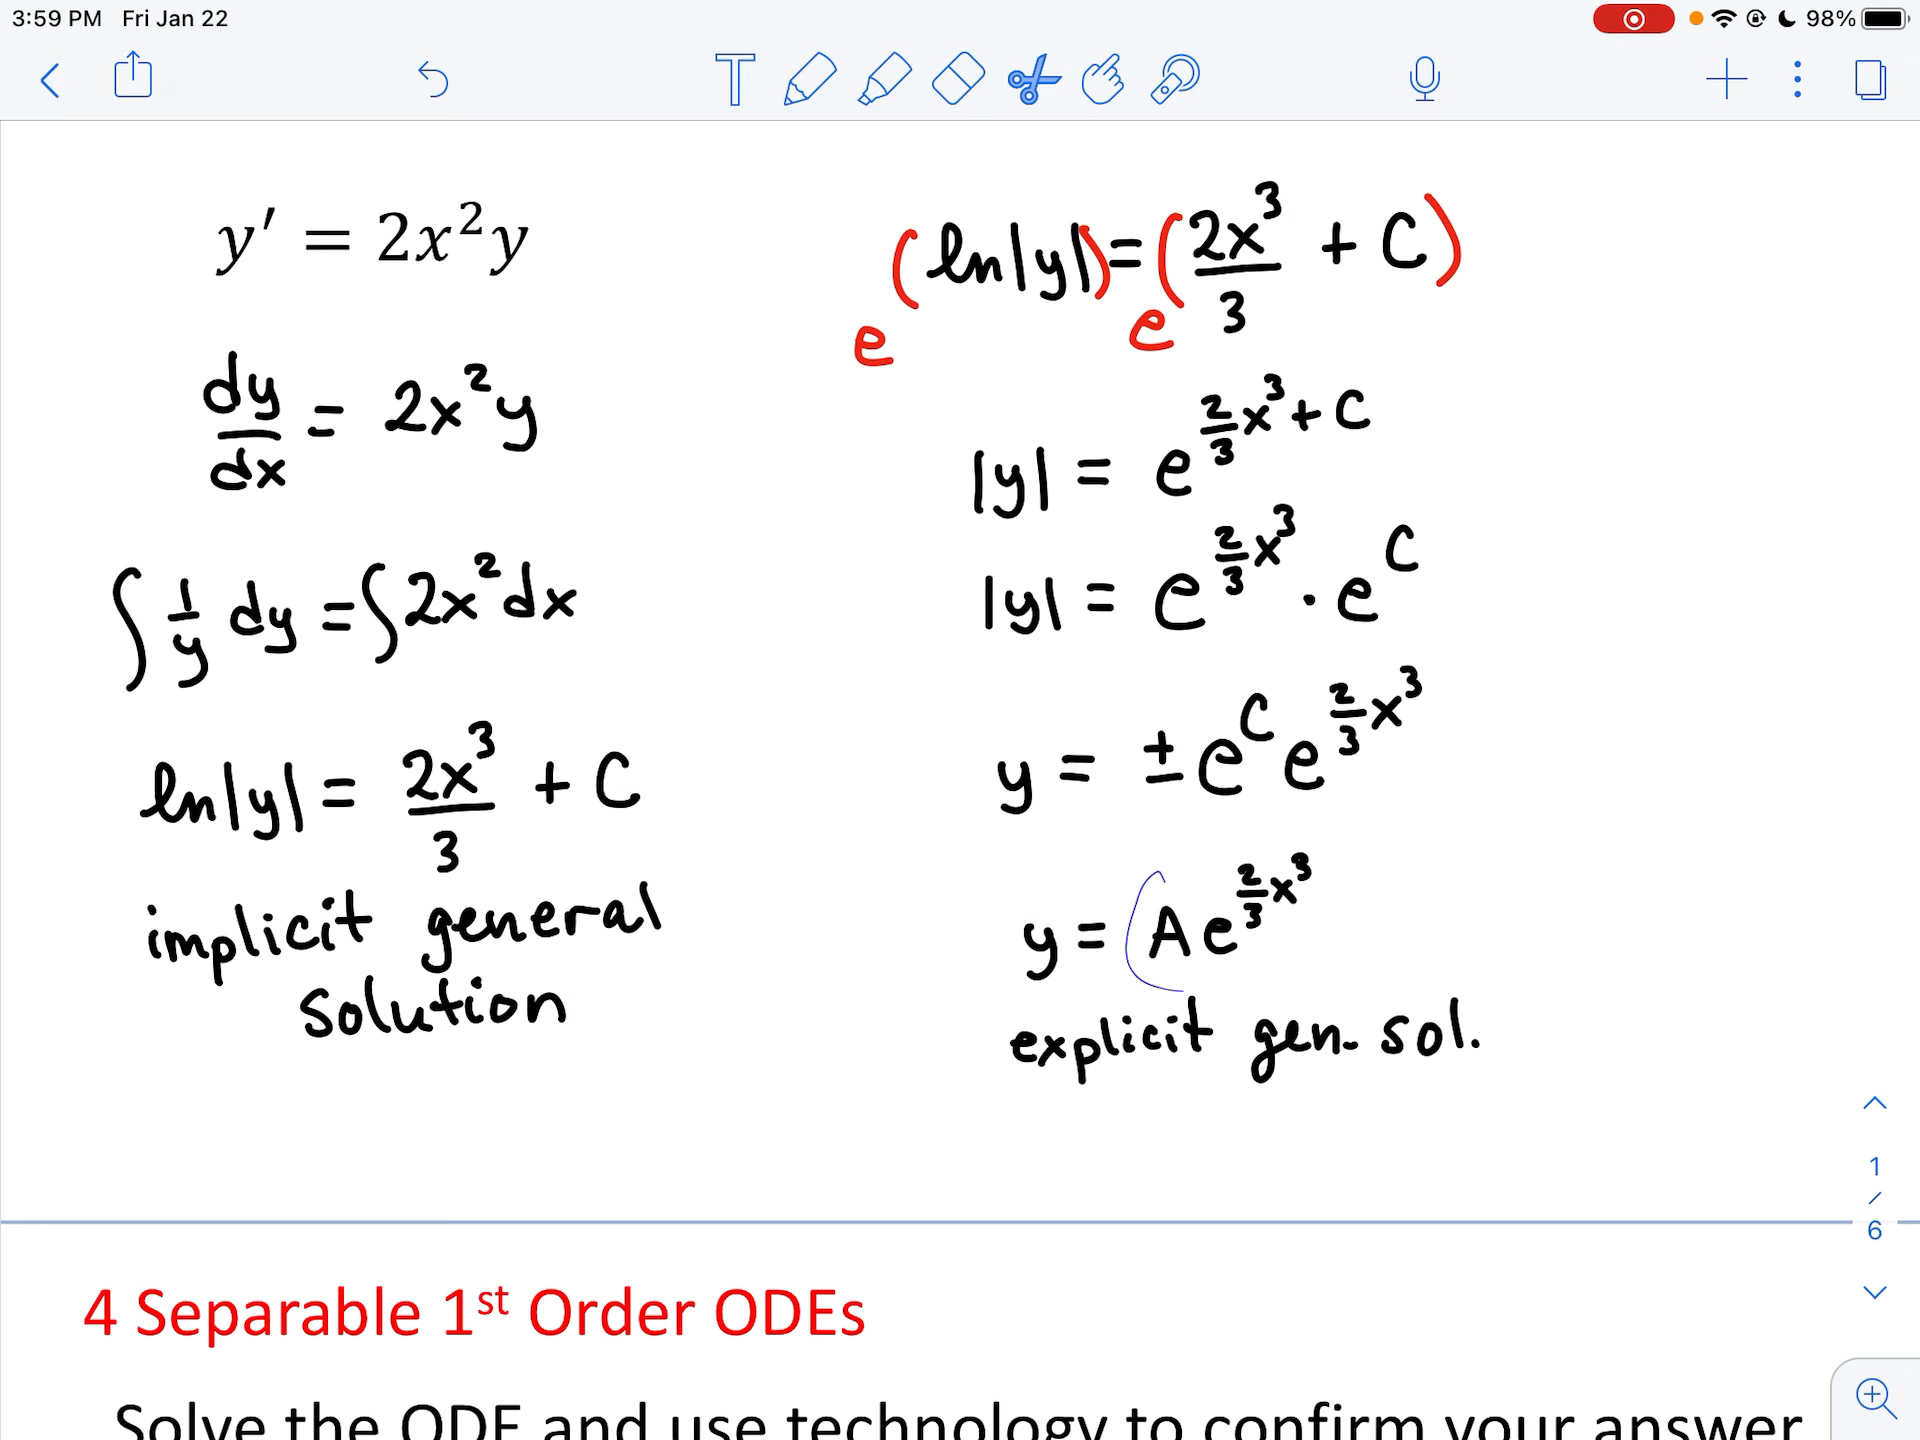 3:59 PM Fri Jan 22
98%
y′ = 2x²y
dy/dx = 2x²y
∫ 1/y dy = ∫ 2x² dx
ln|y| = 2x³/3 + C
implicit general
solution
e^(ln|y|) = e^(2x³/3 + C)
|y| = e^(2/3 x³ + C)
|y| = e^(2/3 x³) · e^C
y = ± e^C e^(2/3 x³)
y = A e^(2/3 x³)
explicit gen. sol.
1
/
6
4 Separable 1st Order ODEs
Solve the ODE and use technology to confirm your answer